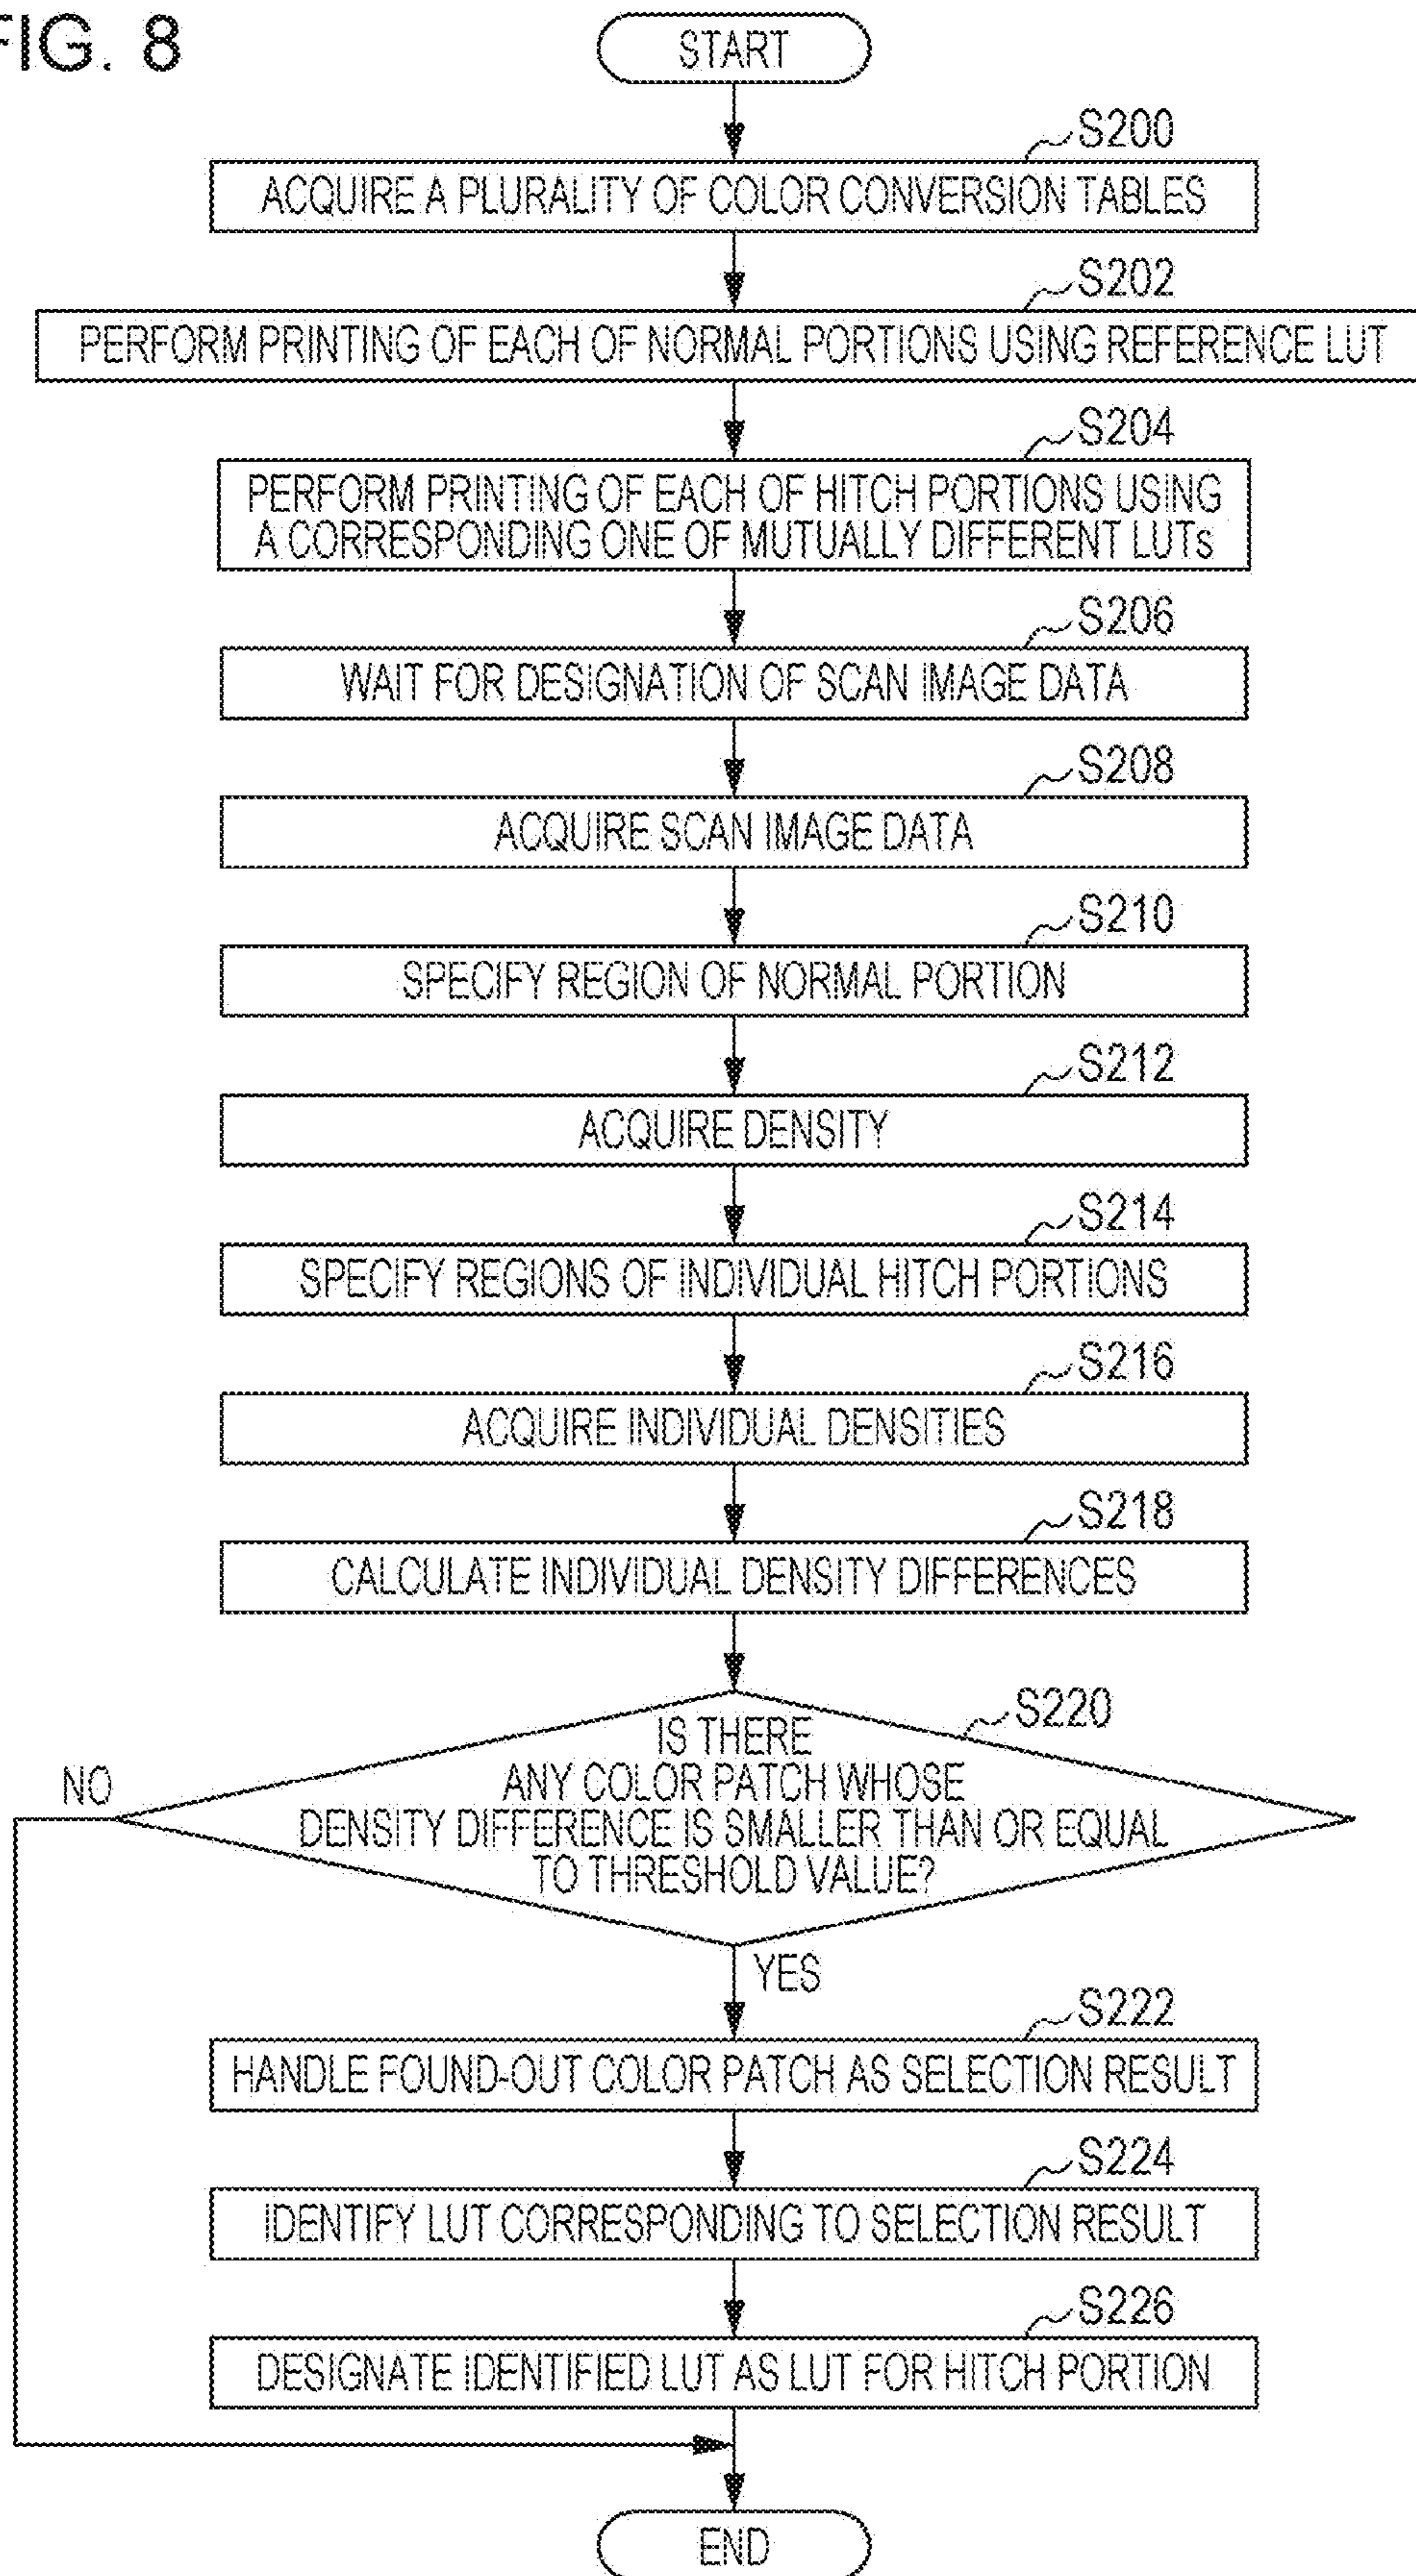 FIG. 8
START
S200
ACQUIRE A PLURALITY OF COLOR CONVERSION TABLES
S202
PERFORM PRINTING OF EACH OF NORMAL PORTIONS USING REFERENCE LUT
S204
PERFORM PRINTING OF EACH OF HITCH PORTIONS USING
A CORRESPONDING ONE OF MUTUALLY DIFFERENT LUTs
S206
WAIT FOR DESIGNATION OF SCAN IMAGE DATA
S208
ACQUIRE SCAN IMAGE DATA
S210
SPECIFY REGION OF NORMAL PORTION
S212
ACQUIRE DENSITY
S214
SPECIFY REGIONS OF INDIVIDUAL HITCH PORTIONS
S216
ACQUIRE INDIVIDUAL DENSITIES
S218
CALCULATE INDIVIDUAL DENSITY DIFFERENCES
S220
IS THERE
ANY COLOR PATCH WHOSE
DENSITY DIFFERENCE IS SMALLER THAN OR EQUAL
TO THRESHOLD VALUE?
NO
YES
S222
HANDLE FOUND-OUT COLOR PATCH AS SELECTION RESULT
S224
IDENTIFY LUT CORRESPONDING TO SELECTION RESULT
S226
DESIGNATE IDENTIFIED LUT AS LUT FOR HITCH PORTION
END